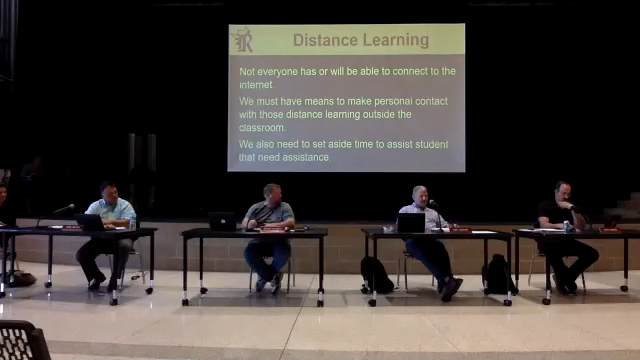 R
Distance Learning
Not everyone has or will be able to connect to the
internet.
We must have means to make personal contact
with those distance learning outside the
classroom.
We also need to set aside time to assist student
that need assistance.